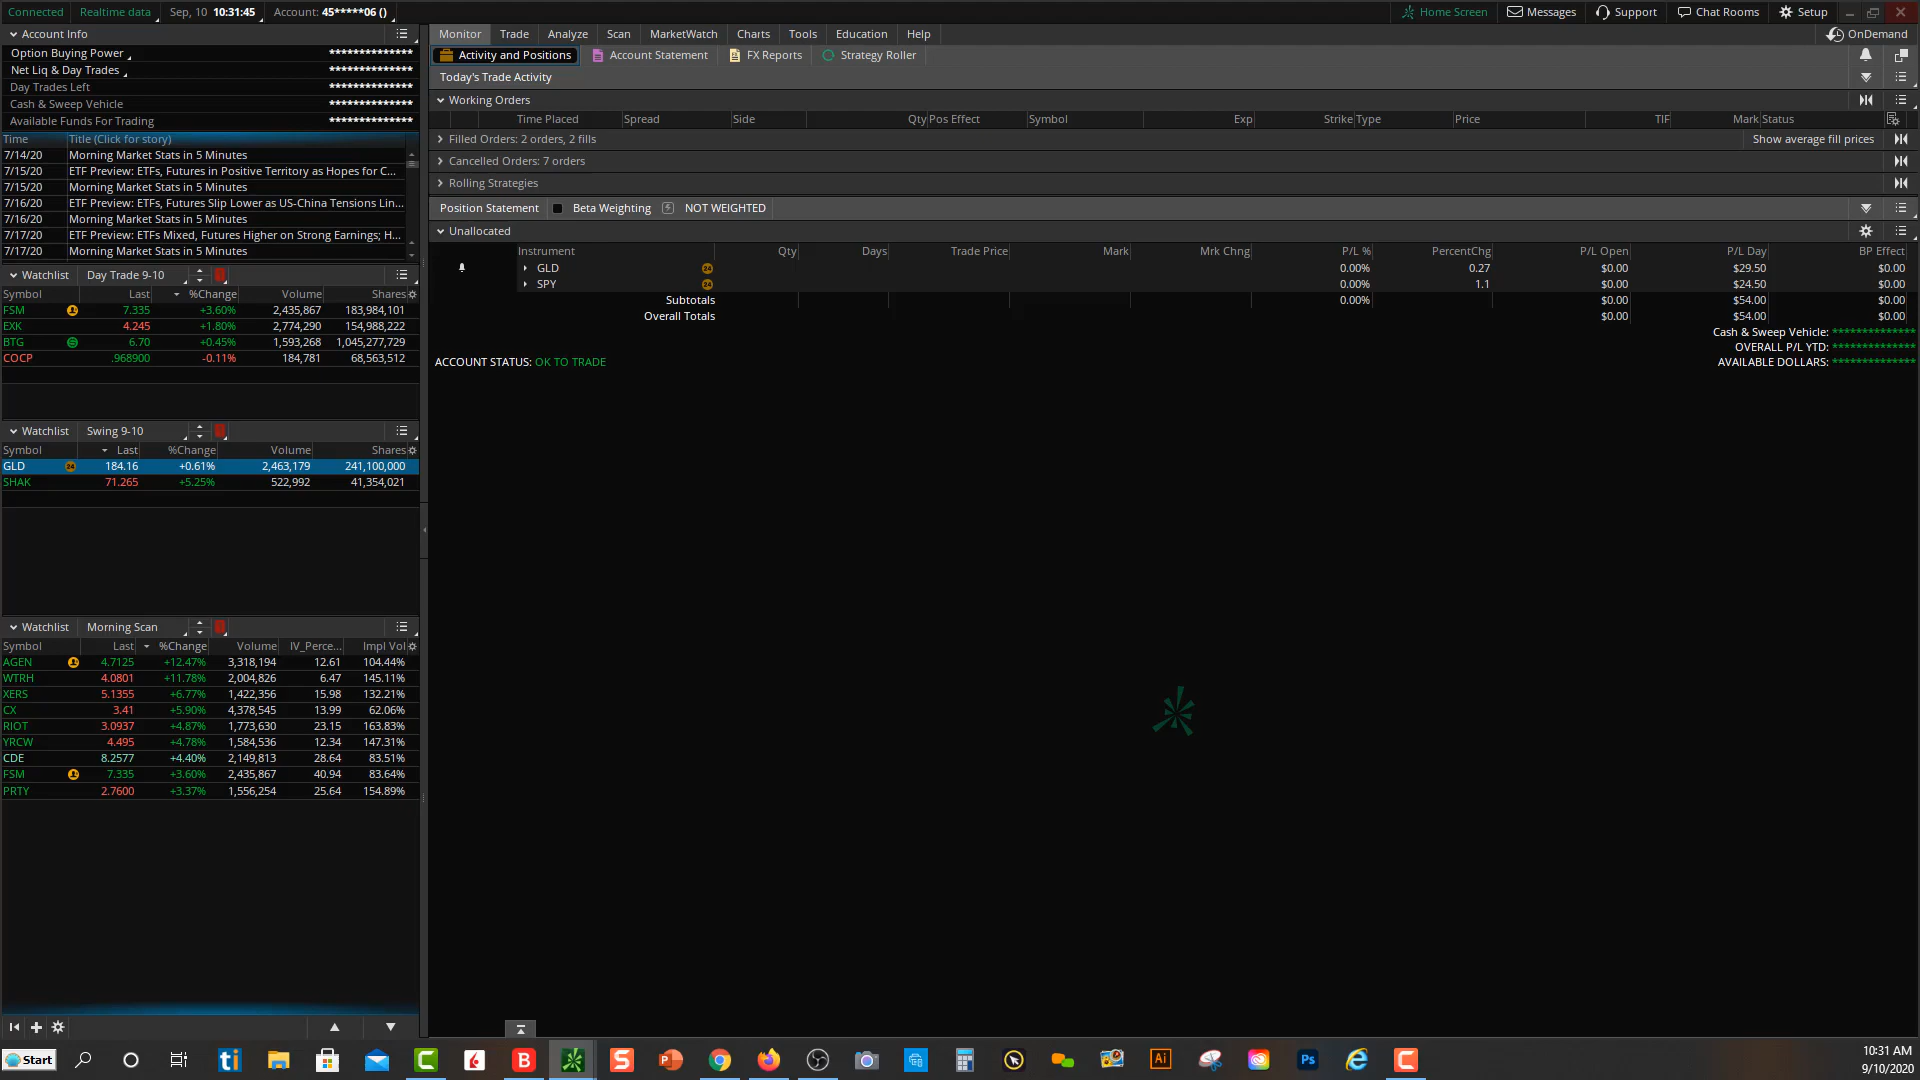 Connected Realtime data Sep, 10 10:31:45 Account: 45*****06 () Home Screen Messages Support Chat Rooms Setup
Account Info
Option Buying Power **************
Net Liq & Day Trades **************
Day Trades Left **************
Cash & Sweep Vehicle **************
Available Funds For Trading **************
Time Title (Click for story)
7/14/20 Morning Market Stats in 5 Minutes
7/15/20 ETF Preview: ETFs, Futures in Positive Territory as Hopes for C...
7/15/20 Morning Market Stats in 5 Minutes
7/16/20 ETF Preview: ETFs, Futures Slip Lower as US-China Tensions Lin...
7/16/20 Morning Market Stats in 5 Minutes
7/17/20 ETF Preview: ETFs Mixed, Futures Higher on Strong Earnings; H...
7/17/20 Morning Market Stats in 5 Minutes
Watchlist Day Trade 9-10
Symbol Last %Change Volume Shares
FSM 7.335 +3.60% 2,435,867 183,984,101
EXK 4.245 +1.80% 2,774,290 154,988,222
BTG 6.70 +0.45% 1,593,268 1,045,277,729
COCP .968900 -0.11% 184,781 68,563,512
Watchlist Swing 9-10
Symbol Last %Change Volume Shares
GLD 24 184.16 +0.61% 2,463,179 241,100,000
SHAK 71.265 +5.25% 522,992 41,354,021
Watchlist Morning Scan
Symbol Last %Change Volume IV_Perce... Impl Vol
AGEN 4.7125 +12.47% 3,318,194 12.61 104.44%
WTRH 4.0801 +11.78% 2,004,826 6.47 145.11%
XERS 5.1355 +6.77% 1,422,356 15.98 132.21%
CX 3.41 +5.90% 4,378,545 13.99 62.06%
RIOT 3.0937 +4.87% 1,773,630 23.15 163.83%
YRCW 4.495 +4.78% 1,584,536 12.34 147.31%
CDE 8.2577 +4.40% 2,149,813 28.64 83.51%
FSM 7.335 +3.60% 2,435,867 40.94 83.64%
PRTY 2.7600 +3.37% 1,556,254 25.64 154.89%
Monitor Trade Analyze Scan MarketWatch Charts Tools Education Help OnDemand
Activity and Positions Account Statement FX Reports Strategy Roller
Today's Trade Activity
Working Orders
Time Placed Spread Side Qty Pos Effect Symbol Exp Strike Type Price TIF Mark Status
Filled Orders: 2 orders, 2 fills Show average fill prices
Cancelled Orders: 7 orders
Rolling Strategies
Position Statement Beta Weighting NOT WEIGHTED
Unallocated
Instrument Qty Days Trade Price Mark Mrk Chng P/L % PercentChg P/L Open P/L Day BP Effect
GLD 24 0.00% 0.27 $0.00 $29.50 $0.00
SPY 24 0.00% 1.1 $0.00 $24.50 $0.00
Subtotals 0.00% $0.00 $54.00 $0.00
Overall Totals $0.00 $54.00 $0.00
Cash & Sweep Vehicle: **************
OVERALL P/L YTD: **************
ACCOUNT STATUS: OK TO TRADE AVAILABLE DOLLARS: **************
Start ti C B S P Ai Ps e C
10:31 AM
9/10/2020